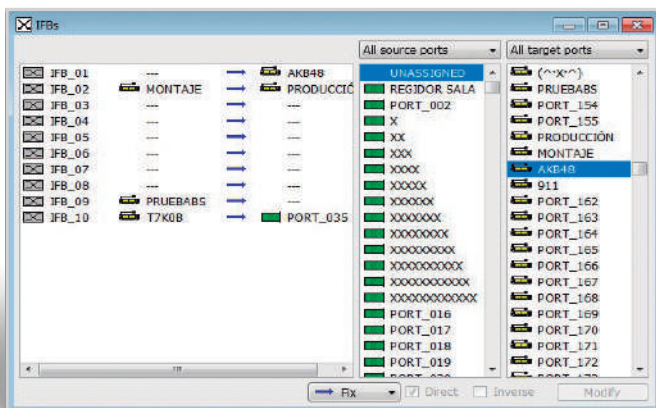 IFBs
All source ports
All target ports
IFB_01 --- AKB48
IFB_02 MONTAJE PRODUCCIÓ
IFB_03 --- ---
IFB_04 --- ---
IFB_05 --- ---
IFB_06 --- ---
IFB_07 --- ---
IFB_08 --- ---
IFB_09 PRUEBABS ---
IFB_10 T7K0B PORT_035
UNASSIGNED
REGIDOR SALA
PORT_002
X
XX
XXX
XXXX
XXXXX
XXXXXX
XXXXXXX
XXXXXXXX
XXXXXXXXX
XXXXXXXXXX
XXXXXXXXXXX
XXXXXXXXXXXX
PORT_016
PORT_017
PORT_018
PORT_019
PRUEBABS
PORT_154
PORT_155
PRODUCCIÓN
MONTAJE
AKB48
911
PORT_162
PORT_163
PORT_164
PORT_165
PORT_166
PORT_167
PORT_168
PORT_169
PORT_170
PORT_171
PORT_172
Fix
Direct
Inverse
Modify